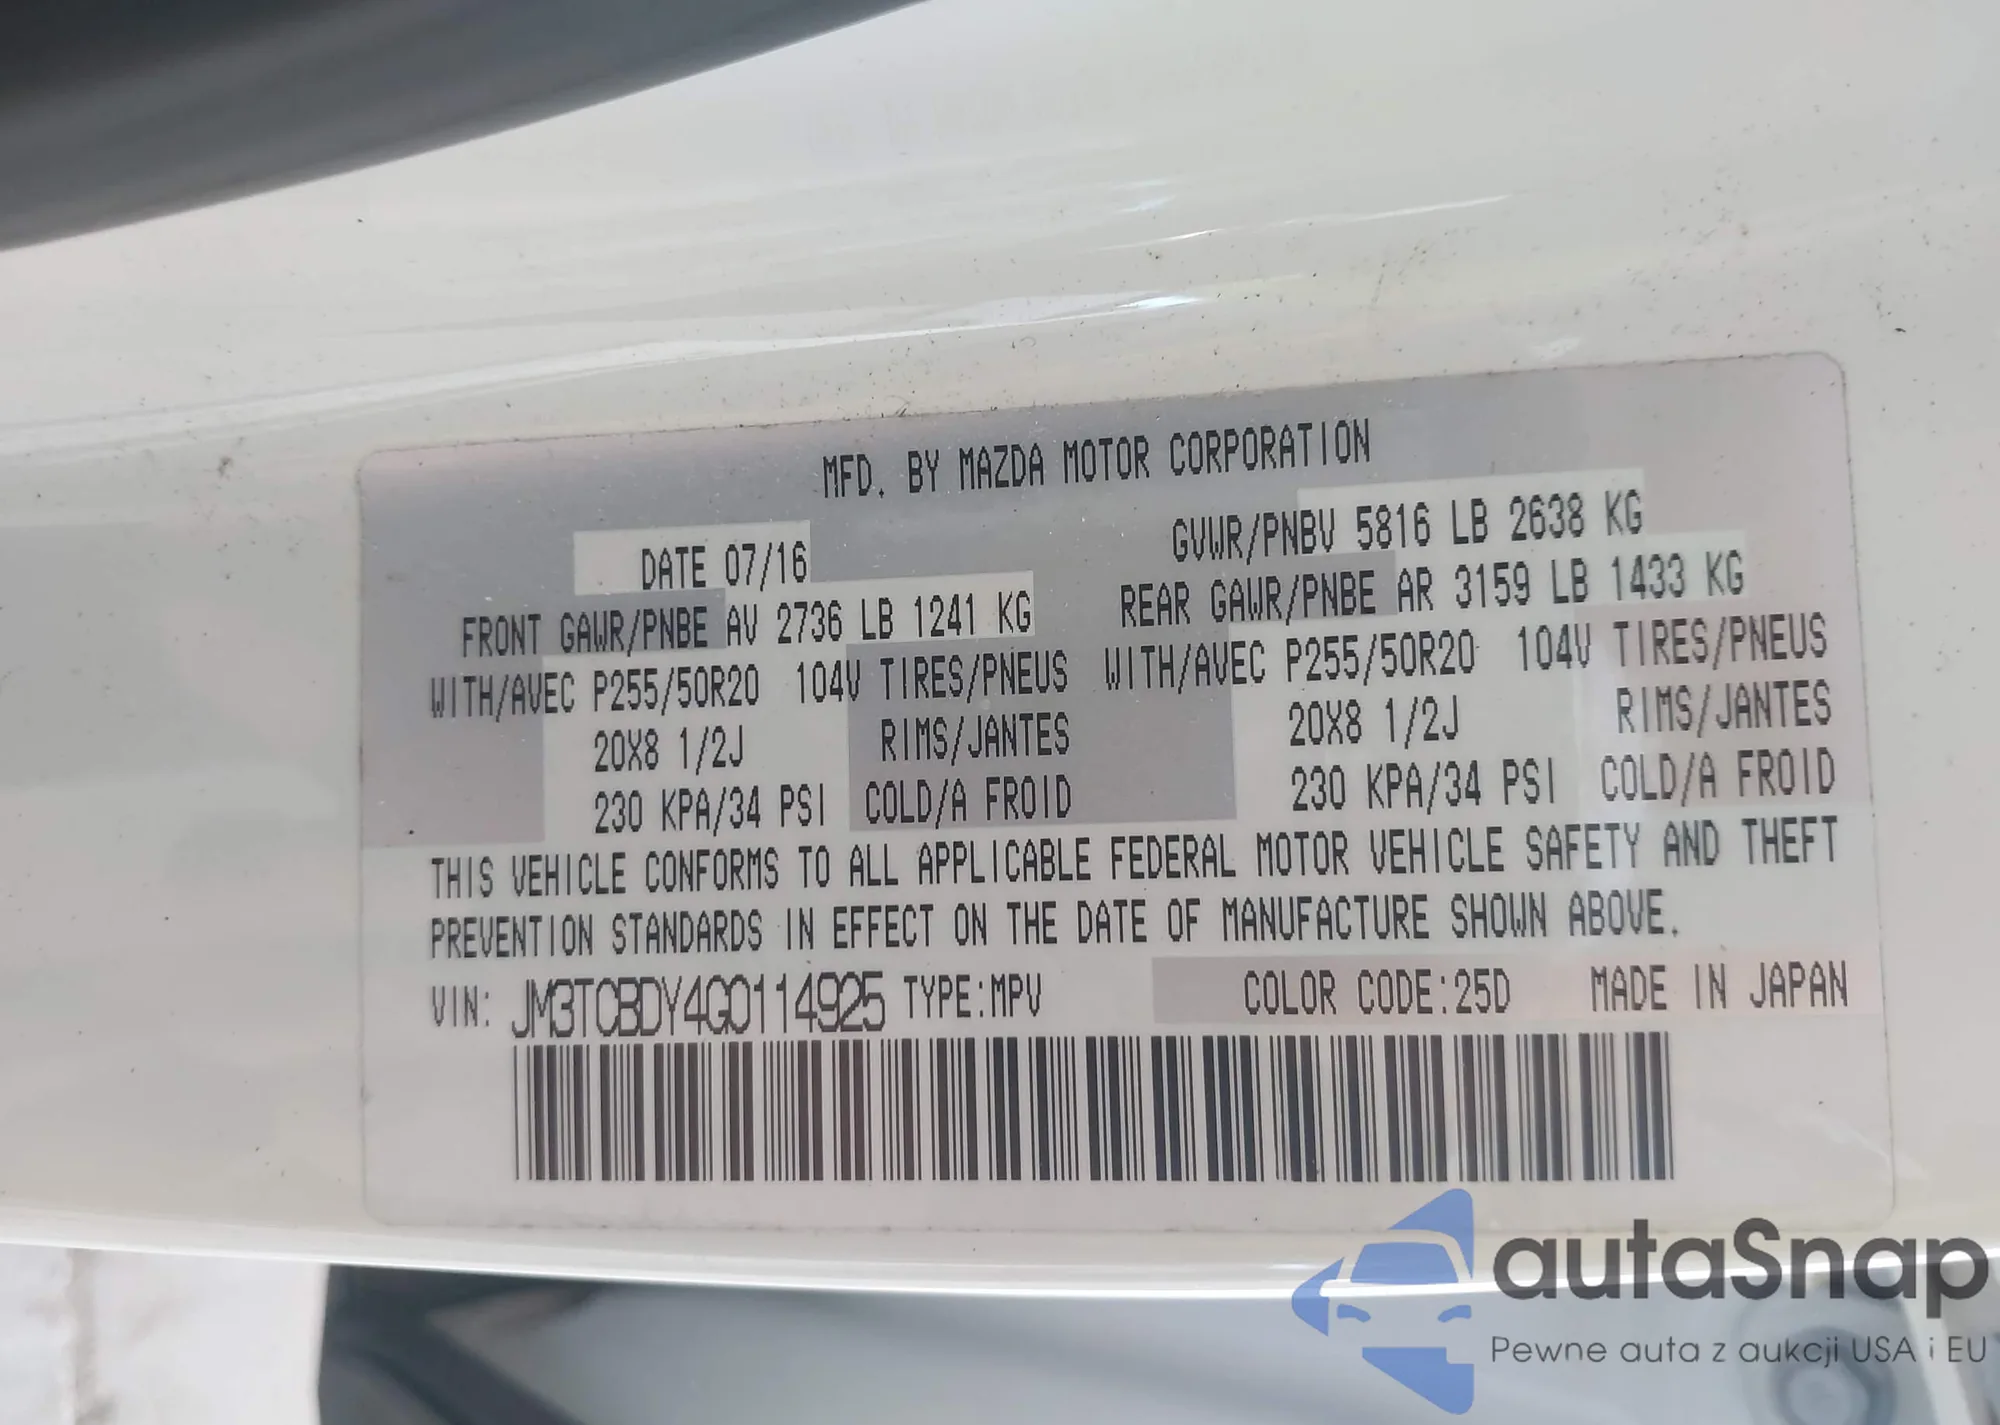 MFD. BY MAZDA MOTOR CORPORATION
DATE 07/16 GVWR/PNBV 5816 LB 2638 KG
FRONT GAWR/PNBE AV 2736 LB 1241 KG REAR GAWR/PNBE AR 3159 LB 1433 KG
WITH/AVEC P255/50R20 104V TIRES/PNEUS WITH/AVEC P255/50R20 104V TIRES/PNEUS
20X8 1/2J RIMS/JANTES 20X8 1/2J RIMS/JANTES
230 KPA/34 PSI COLD/A FROID 230 KPA/34 PSI COLD/A FROID
THIS VEHICLE CONFORMS TO ALL APPLICABLE FEDERAL MOTOR VEHICLE SAFETY AND THEFT
PREVENTION STANDARDS IN EFFECT ON THE DATE OF MANUFACTURE SHOWN ABOVE.
VIN: JM3TCBDY4G0114925 TYPE:MPV COLOR CODE:25D MADE IN JAPAN
autaSnap
Pewne auta z aukcji USA i EU